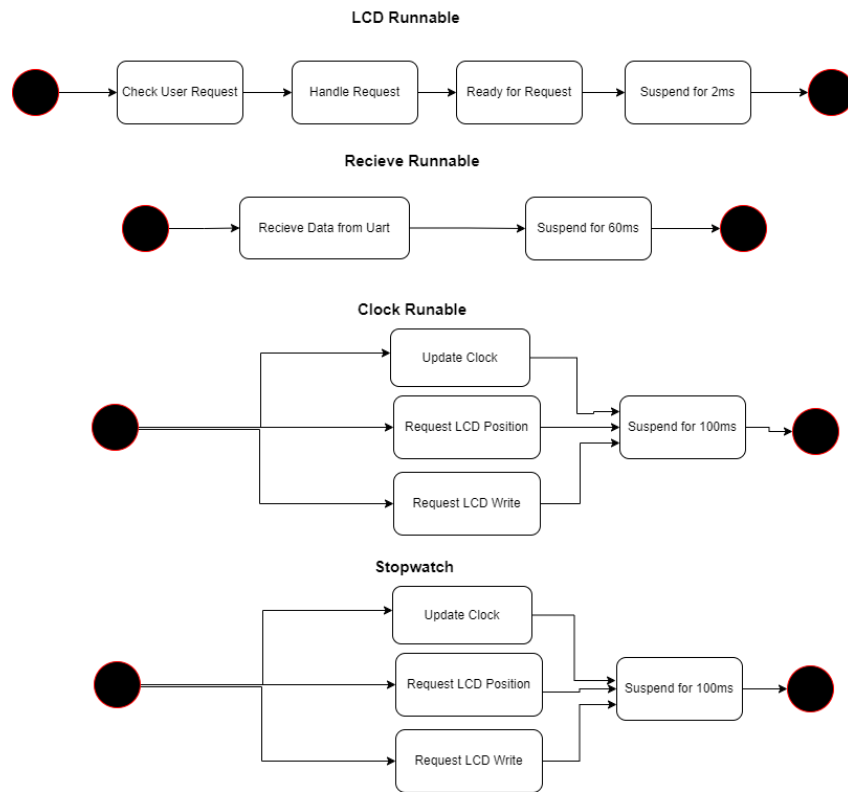 LCD Runnable
Check User Request
Handle Request
Ready for Request
Suspend for 2ms
Recieve Runnable
Recieve Data from Uart
Suspend for 60ms
Clock Runable
Update Clock
Request LCD Position
Suspend for 100ms
Request LCD Write
Stopwatch
Update Clock
Request LCD Position
Suspend for 100ms
Request LCD Write